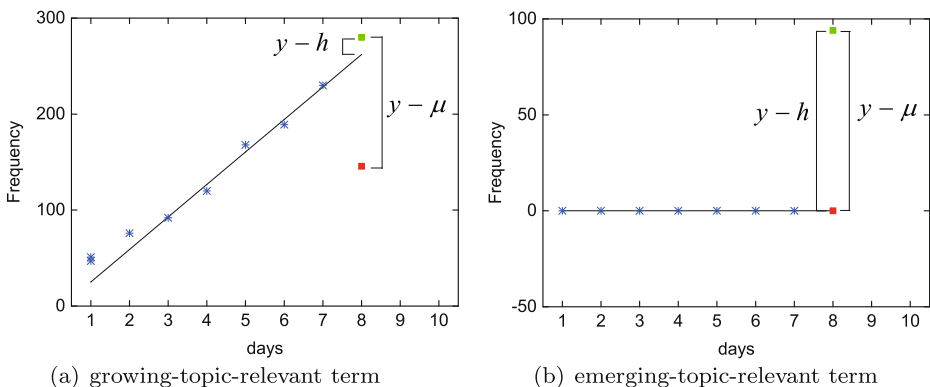 300
200
100
0
Frequency
1 2 3 4 5 6 7 8 9 10
days
y − h
y − μ
(a) growing-topic-relevant term
100
50
0
-50
Frequency
1 2 3 4 5 6 7 8 9 10
days
y − h
y − μ
(b) emerging-topic-relevant term